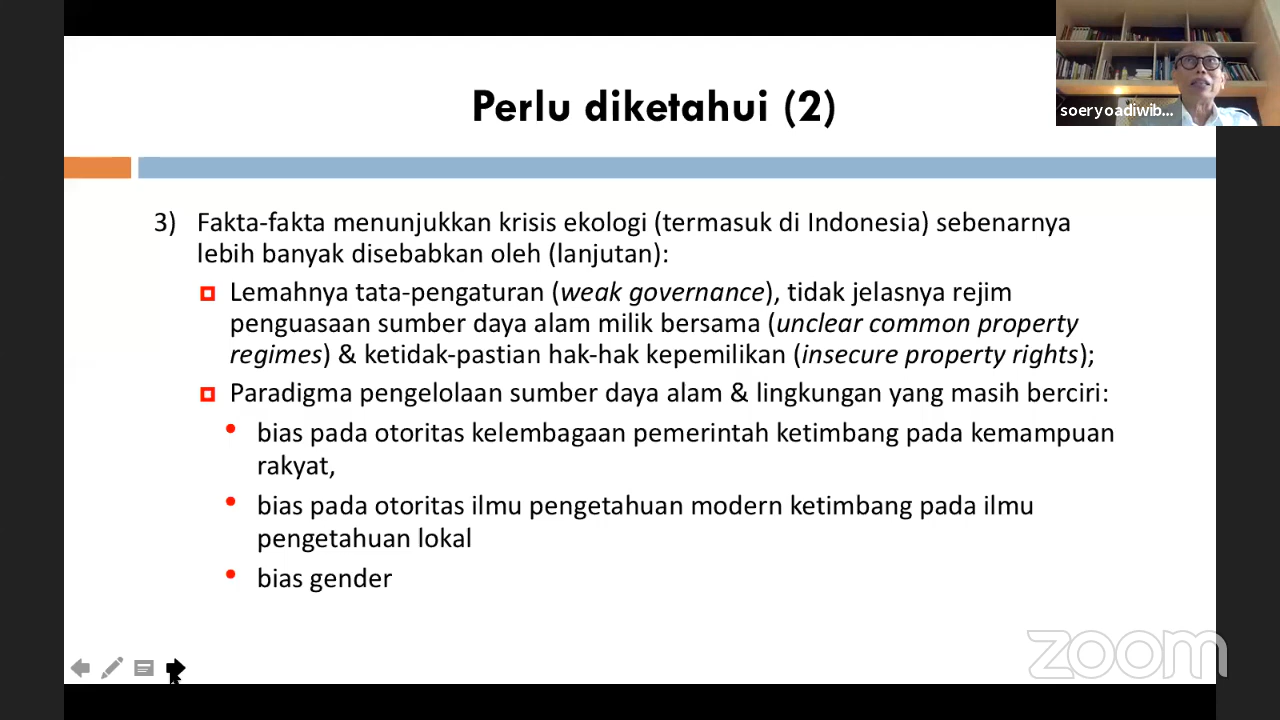 Perlu diketahui (2)
soeryoadiwib...
3) Fakta-fakta menunjukkan krisis ekologi (termasuk di Indonesia) sebenarnya
lebih banyak disebabkan oleh (lanjutan):
Lemahnya tata-pengaturan (weak governance), tidak jelasnya rejim
penguasaan sumber daya alam milik bersama (unclear common property
regimes) & ketidak-pastian hak-hak kepemilikan (insecure property rights);
Paradigma pengelolaan sumber daya alam & lingkungan yang masih berciri:
• bias pada otoritas kelembagaan pemerintah ketimbang pada kemampuan
rakyat,
• bias pada otoritas ilmu pengetahuan modern ketimbang pada ilmu
pengetahuan lokal
• bias gender
zoom